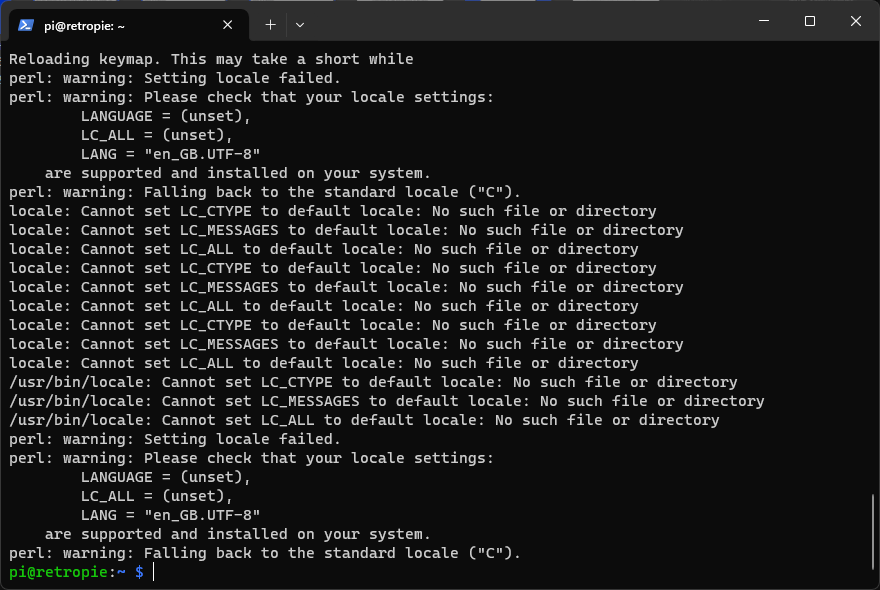 pi@retropie: ~
Reloading keymap. This may take a short while
perl: warning: Setting locale failed.
perl: warning: Please check that your locale settings:
        LANGUAGE = (unset),
        LC_ALL = (unset),
        LANG = "en_GB.UTF-8"
    are supported and installed on your system.
perl: warning: Falling back to the standard locale ("C").
locale: Cannot set LC_CTYPE to default locale: No such file or directory
locale: Cannot set LC_MESSAGES to default locale: No such file or directory
locale: Cannot set LC_ALL to default locale: No such file or directory
locale: Cannot set LC_CTYPE to default locale: No such file or directory
locale: Cannot set LC_MESSAGES to default locale: No such file or directory
locale: Cannot set LC_ALL to default locale: No such file or directory
locale: Cannot set LC_CTYPE to default locale: No such file or directory
locale: Cannot set LC_MESSAGES to default locale: No such file or directory
locale: Cannot set LC_ALL to default locale: No such file or directory
/usr/bin/locale: Cannot set LC_CTYPE to default locale: No such file or directory
/usr/bin/locale: Cannot set LC_MESSAGES to default locale: No such file or directory
/usr/bin/locale: Cannot set LC_ALL to default locale: No such file or directory
perl: warning: Setting locale failed.
perl: warning: Please check that your locale settings:
        LANGUAGE = (unset),
        LC_ALL = (unset),
        LANG = "en_GB.UTF-8"
    are supported and installed on your system.
perl: warning: Falling back to the standard locale ("C").
pi@retropie:~ $